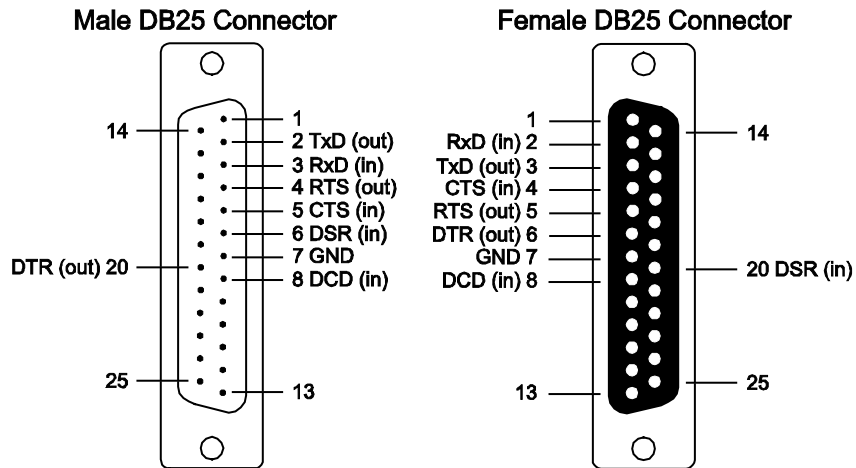 Male DB25 Connector
14
1
2 TxD (out)
3 RxD (in)
4 RTS (out)
5 CTS (in)
6 DSR (in)
7 GND
DTR (out) 20
8 DCD (in)
25
13
Female DB25 Connector
1
14
RxD (in) 2
TxD (out) 3
CTS (in) 4
RTS (out) 5
DTR (out) 6
GND 7
20 DSR (in)
DCD (in) 8
25
13